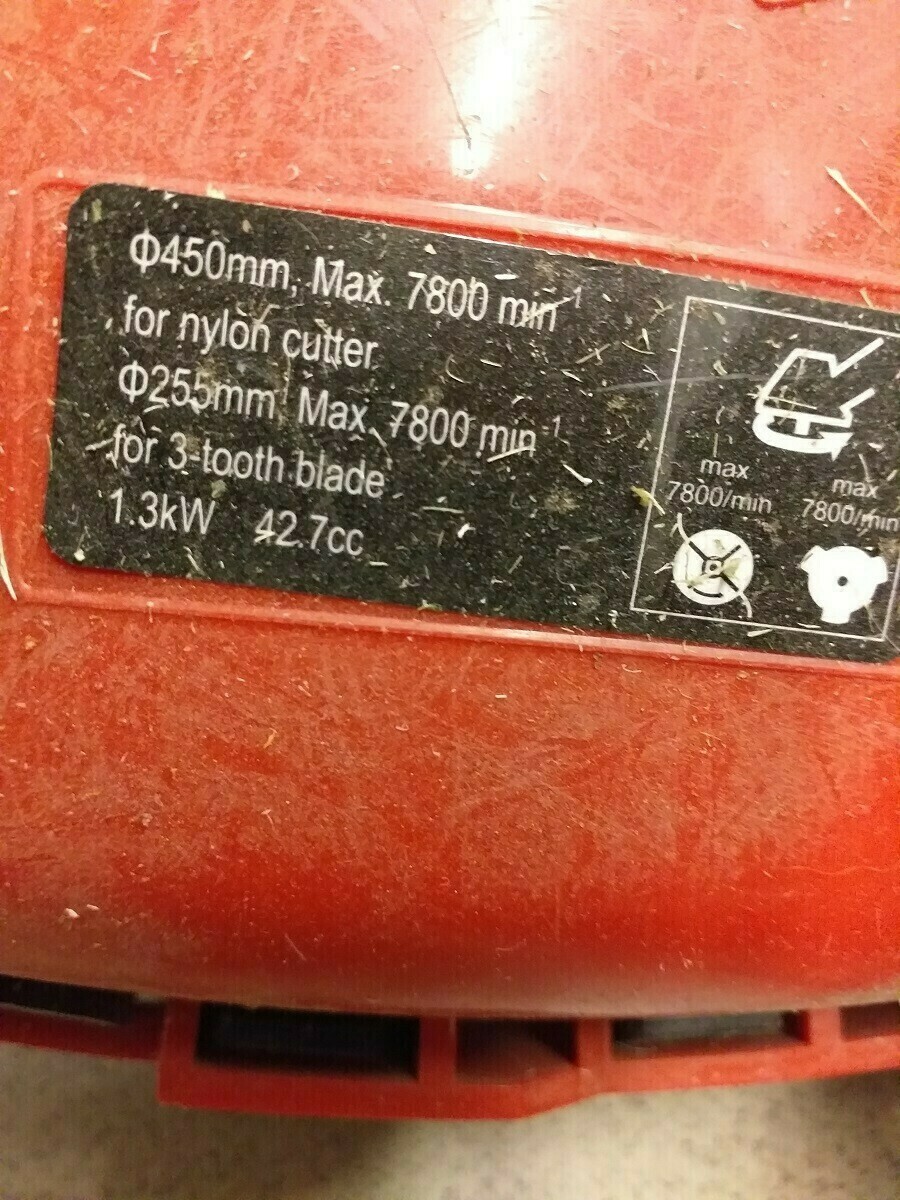 Φ450mm, Max. 7800 min⁻¹
for nylon cutter
Φ255mm, Max. 7800 min⁻¹
for 3-tooth blade
1.3kW 42.7cc
max
7800/min
max
7800/min